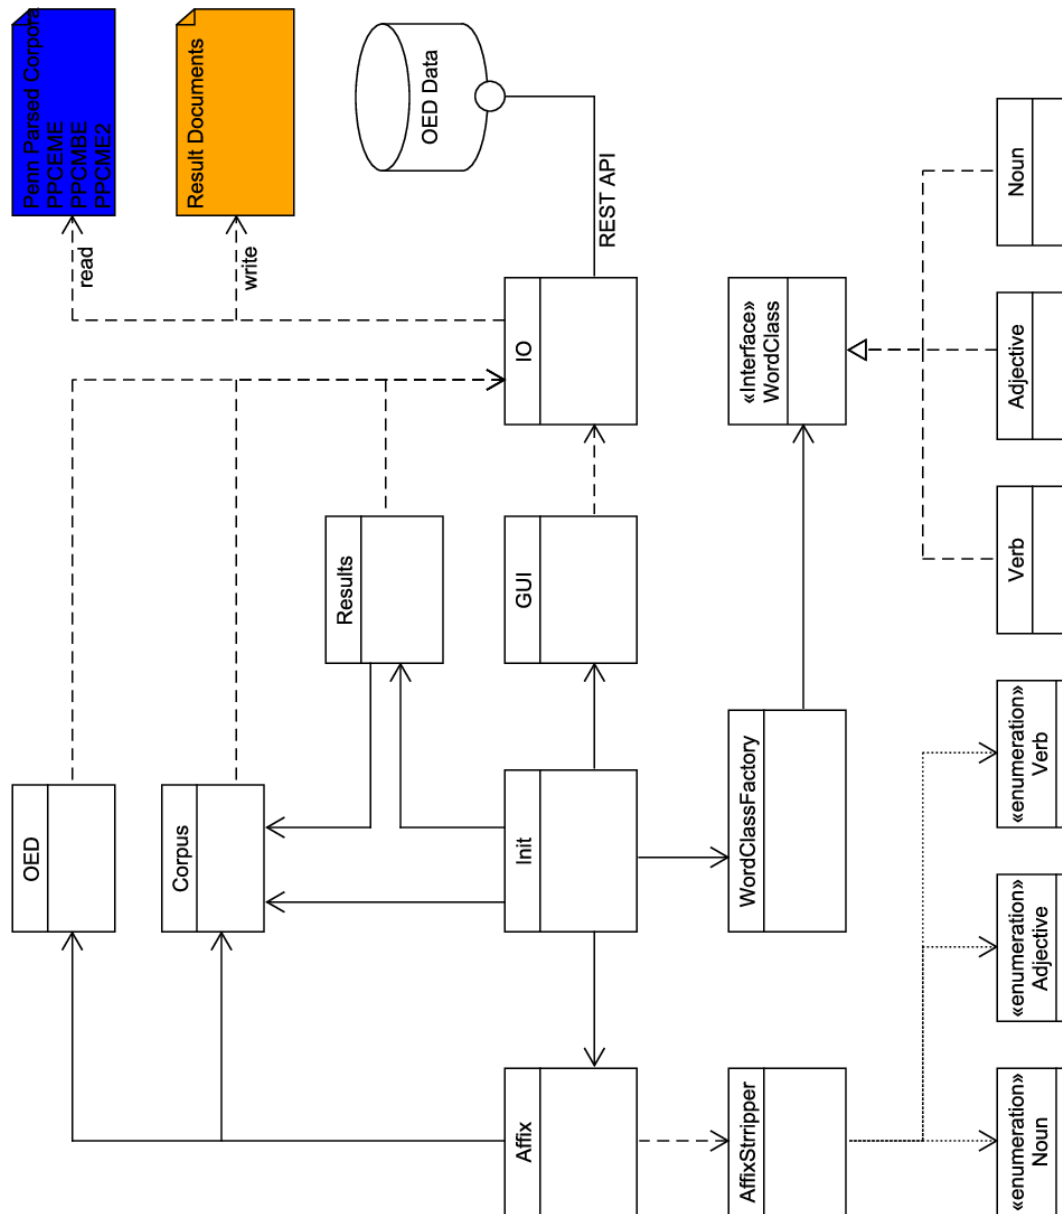 OED
Penn Parsed Corpora
PPCEME
PPCMBE
PPCME2
read
Corpus
Result Documents
write
Results
OED Data
Affix
Init
GUI
IO
REST API
AffixStrripper
WordClassFactory
«Interface»
WordClass
«enumeration»
Noun
«enumeration»
Adjective
«enumeration»
Verb
Verb
Adjective
Noun